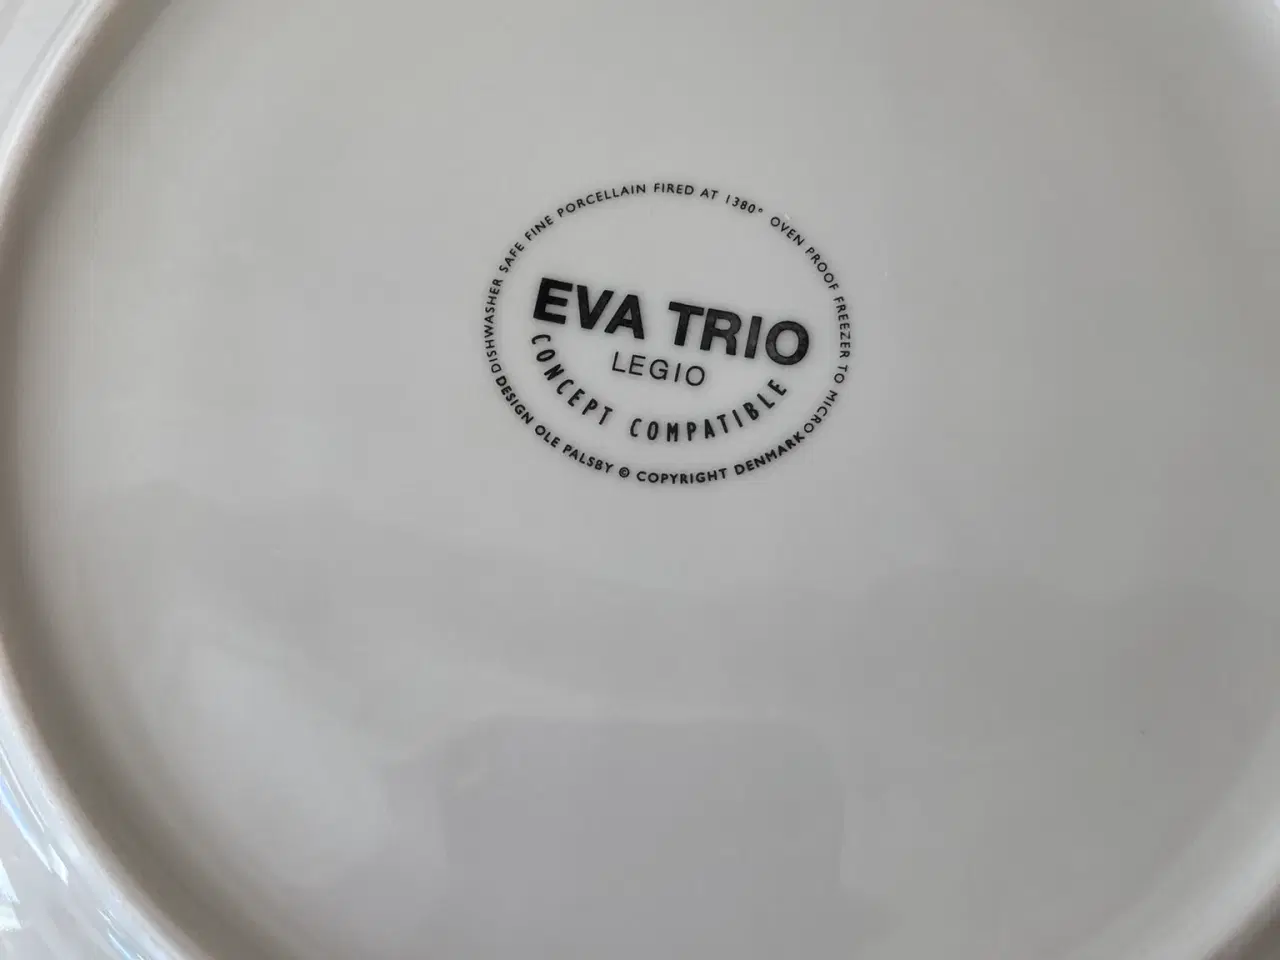 DISHWASHER SAFE FINE PORCELLAIN FIRED AT 1380° OVEN PROOF FREEZER TO MICRO
EVA TRIO
LEGIO
CONCEPT COMPATIBLE
DESIGN OLE PALSBY © COPYRIGHT DENMARK